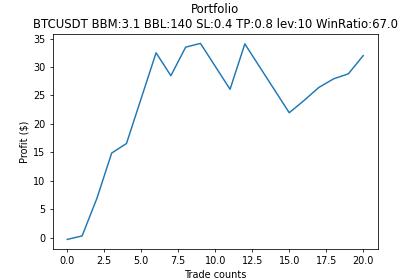 Portfolio
BTCUSDT BBM:3.1 BBL:140 SL:0.4 TP:0.8 lev:10 WinRatio:67.0
35
30
25
20
15
10
5
0
Profit ($)
0.0 2.5 5.0 7.5 10.0 12.5 15.0 17.5 20.0
Trade counts